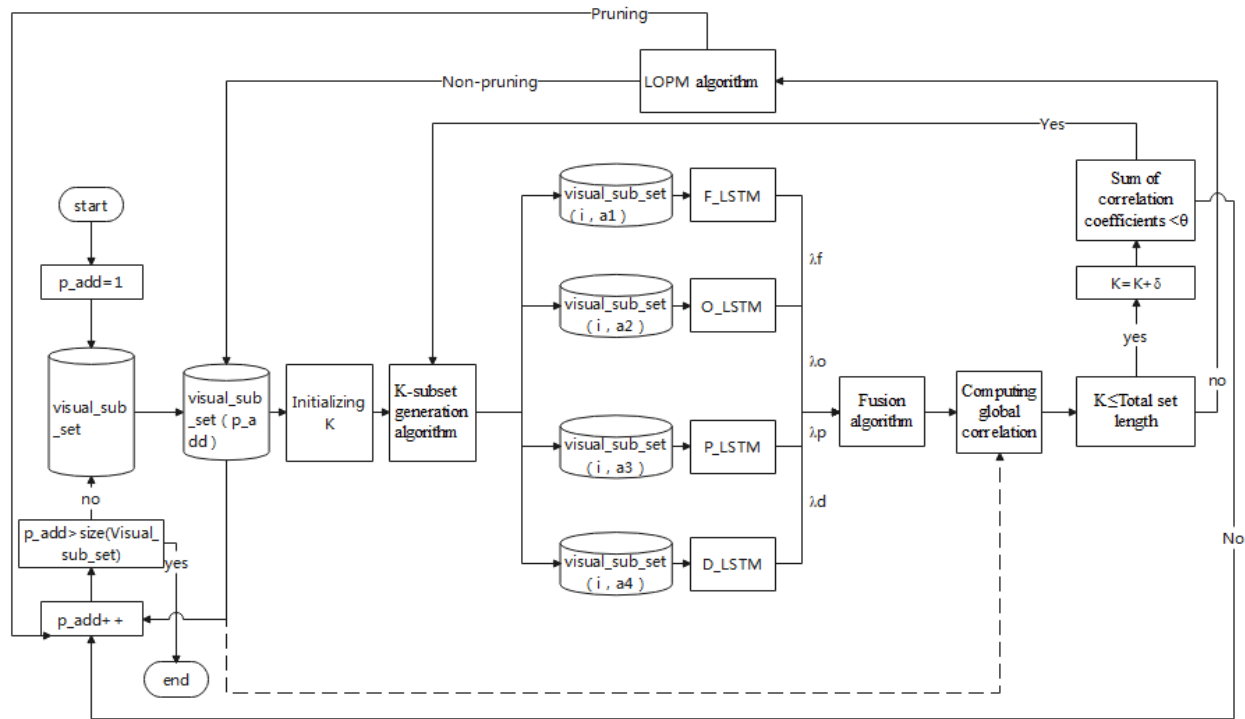 Pruning
LOPM algorithm
Non-pruning
Yes
start
visual_sub_set
( i , a1 )
F_LSTM
Sum of
correlation
coefficients <θ
λf
p_add=1
K=K+δ
visual_sub_set
( i , a2 )
O_LSTM
yes
λo
no
visual_sub
_set
visual_sub
_set ( p_a
dd )
Initializing
K
K-subset
generation
algorithm
Fusion
algorithm
Computing
global
correlation
K≤Total set
length
visual_sub_set
( i , a3 )
P_LSTM
λp
no
λd
p_add>size(Visual_
sub_set)
yes
No
visual_sub_set
( i , a4 )
D_LSTM
p_add+ +
end